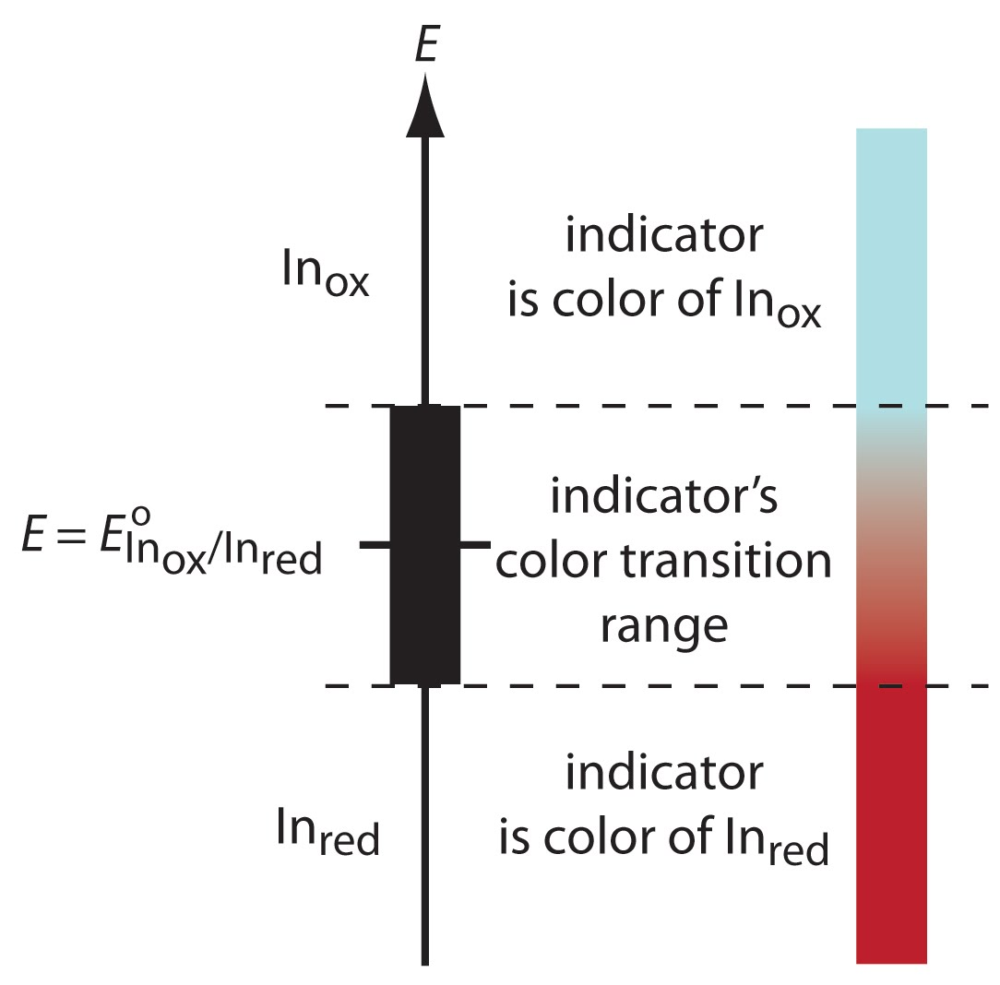 E
In_ox
indicator
is color of In_ox
E = E°_In_ox/In_red
indicator’s
color transition
range
In_red
indicator
is color of In_red